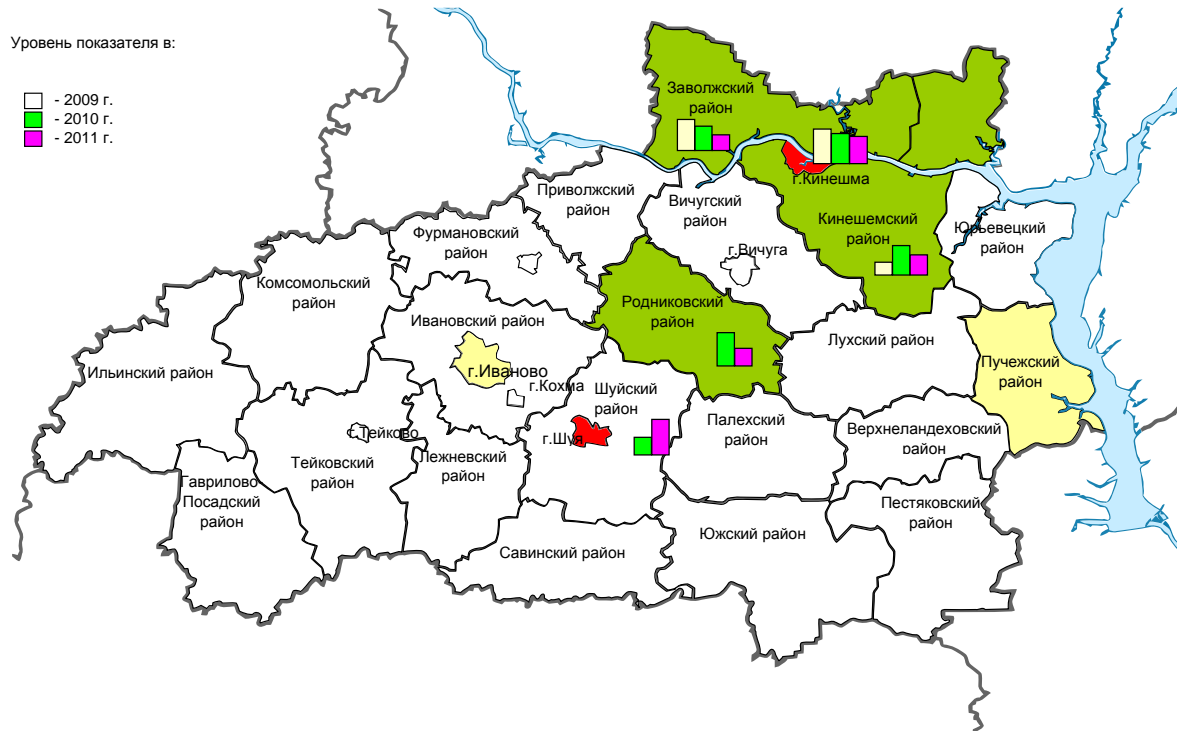 Уровень показателя в:
- 2009 г.
- 2010 г.
- 2011 г.
Заволжский
район
г.Кинешма
Приволжский
район
Вичугский
район
Кинешемский
район
Юрьевецкий
район
Фурмановский
район
г.Вичуга
Комсомольский
район
Родниковский
район
Ивановский район
Лухский район
Пучежский
район
Ильинский район
г.Иваново
г.Кохма
Шуйский
район
Палехский
район
Верхнеландеховский
район
г.Тейково
г.Шуя
Тейковский
район
Лежневский
район
Гаврилово
Посадский
район
Пестяковский
район
Южский район
Савинский район